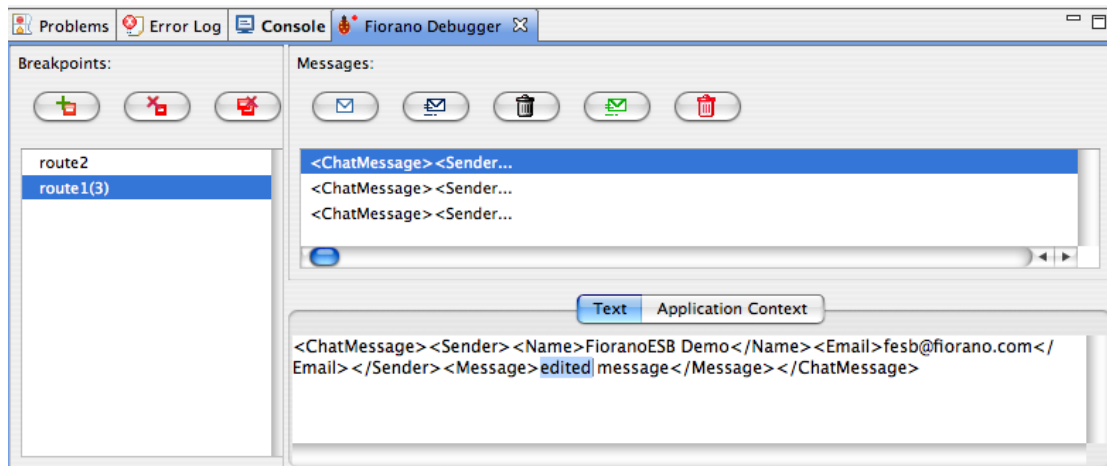 Problems Error Log Console Fiorano Debugger
Breakpoints:
Messages:
route2
route1(3)
<ChatMessage><Sender...
<ChatMessage><Sender...
<ChatMessage><Sender...
Text Application Context
<ChatMessage><Sender><Name>FioranoESB Demo</Name><Email>fesb@fiorano.com</
Email></Sender><Message>edited message</Message></ChatMessage>